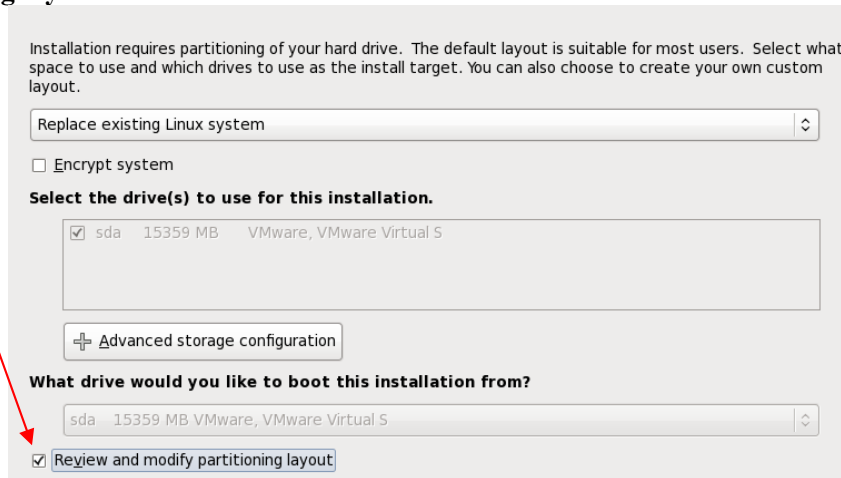 Installation requires partitioning of your hard drive. The default layout is suitable for most users. Select what
space to use and which drives to use as the install target. You can also choose to create your own custom
layout.
Replace existing Linux system
Encrypt system
Select the drive(s) to use for this installation.
sda 15359 MB VMware, VMware Virtual S
Advanced storage configuration
What drive would you like to boot this installation from?
sda 15359 MB VMware, VMware Virtual S
Review and modify partitioning layout